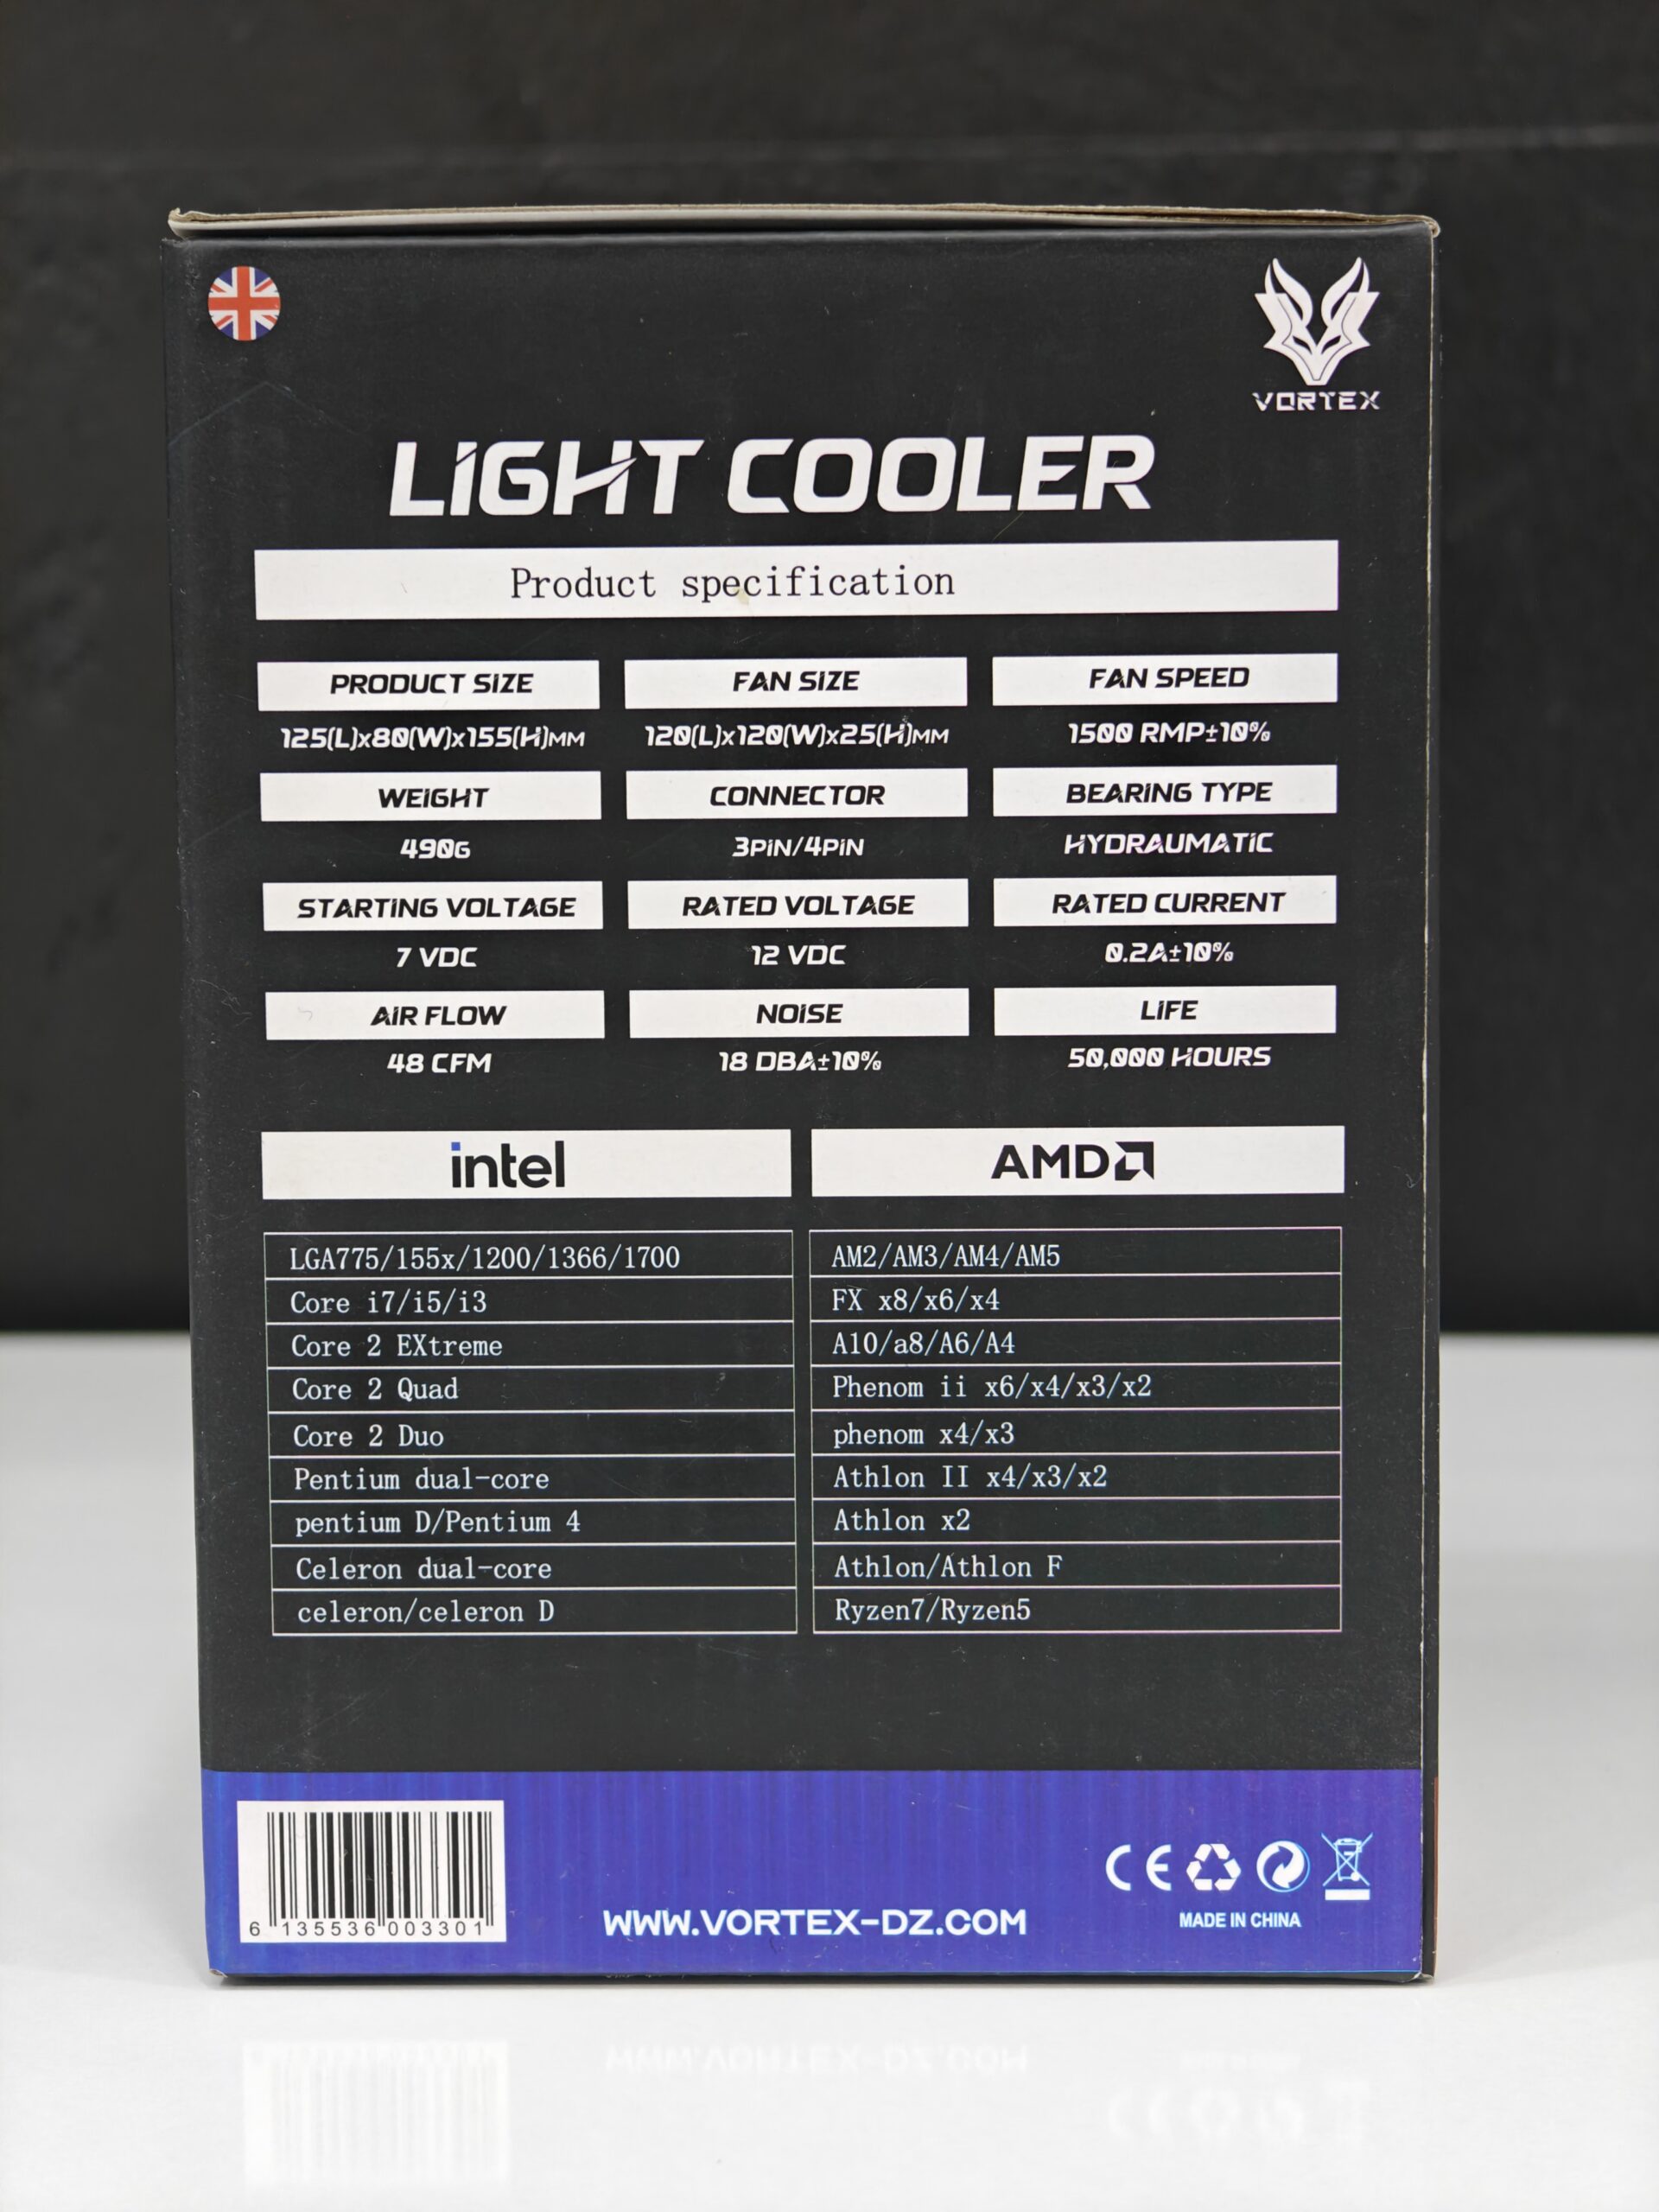 VORTEX
LIGHT COOLER
Product specification
PRODUCT SIZE FAN SIZE FAN SPEED
125(L)x80(W)x155(H)MM 120(L)x120(W)x25(H)MM 1500 RMP±10%
WEIGHT CONNECTOR BEARING TYPE
490G 3PIN/4PIN HYDRAUMATIC
STARTING VOLTAGE RATED VOLTAGE RATED CURRENT
7 VDC 12 VDC 0.2A±10%
AIR FLOW NOISE LIFE
48 CFM 18 DBA±10% 50,000 HOURS
intel AMD
LGA775/155x/1200/1366/1700 AM2/AM3/AM4/AM5
Core i7/i5/i3 FX x8/x6/x4
Core 2 EXtreme A10/a8/A6/A4
Core 2 Quad Phenom ii x6/x4/x3/x2
Core 2 Duo phenom x4/x3
Pentium dual-core Athlon II x4/x3/x2
pentium D/Pentium 4 Athlon x2
Celeron dual-core Athlon/Athlon F
celeron/celeron D Ryzen7/Ryzen5
6 135536 003301
WWW.VORTEX-DZ.COM
CE
MADE IN CHINA